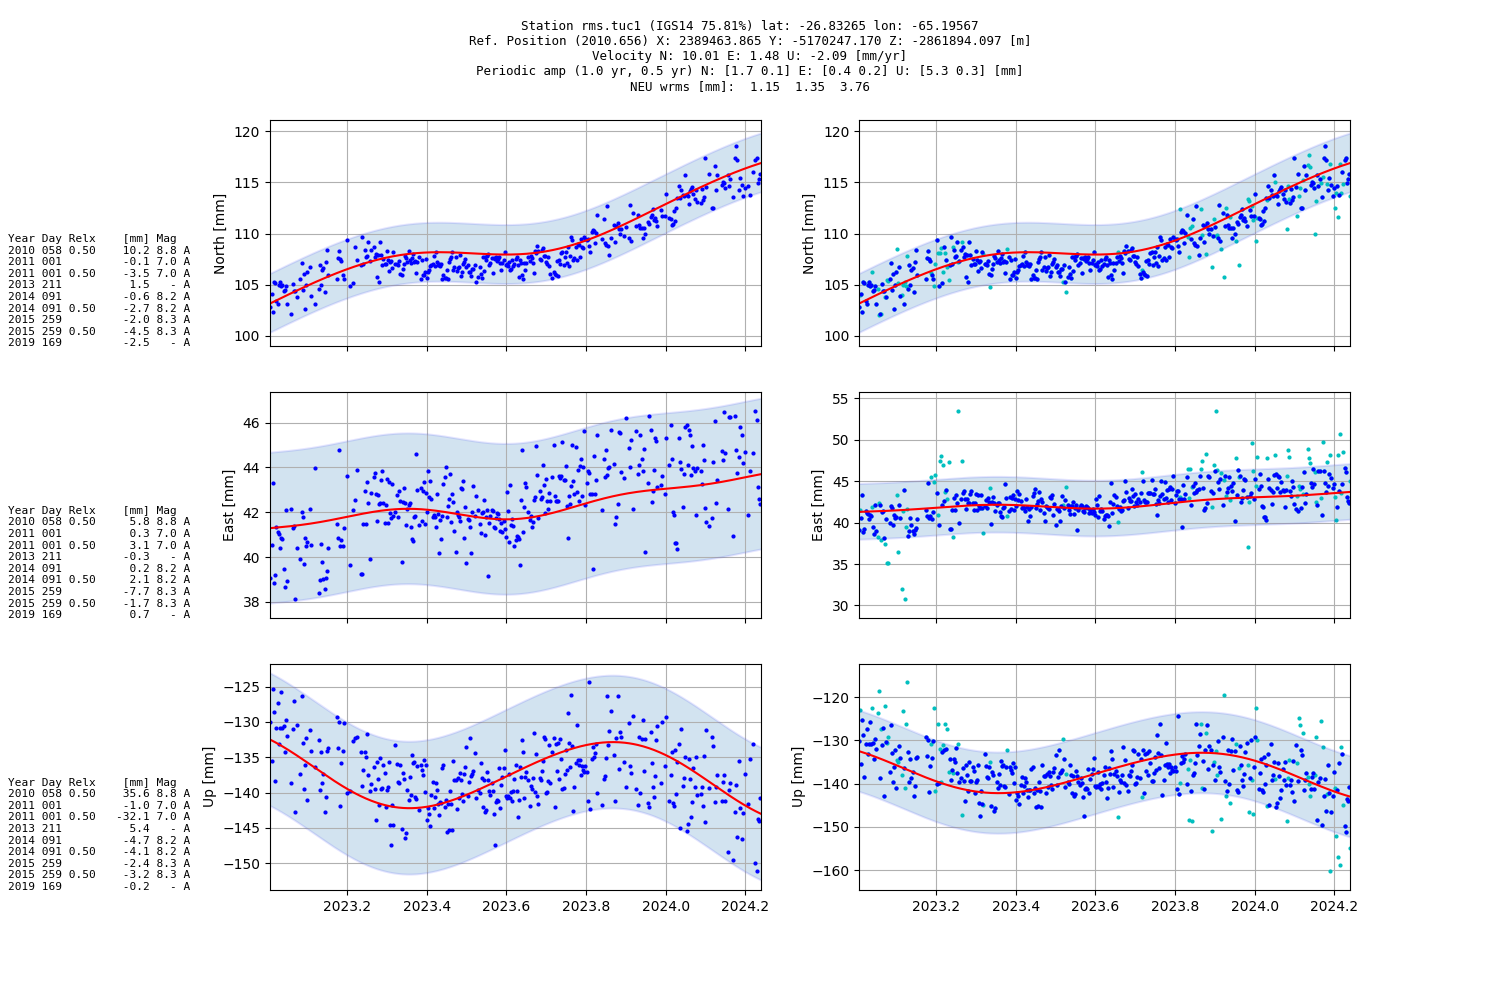 Station rms.tuc1 (IGS14 75.81%) lat: -26.83265 lon: -65.19567
Ref. Position (2010.656) X: 2389463.865 Y: -5170247.170 Z: -2861894.097 [m]
Velocity N: 10.01 E: 1.48 U: -2.09 [mm/yr]
Periodic amp (1.0 yr, 0.5 yr) N: [1.7 0.1] E: [0.4 0.2] U: [5.3 0.3] [mm]
NEU wrms [mm]: 1.15 1.35 3.76
Year Day Relx [mm] Mag
2010 058 0.50 10.2 8.8 A
2011 001 -0.1 7.0 A
2011 001 0.50 -3.5 7.0 A
2013 211 1.5 - A
2014 091 -0.6 8.2 A
2014 091 0.50 -2.7 8.2 A
2015 259 -2.0 8.3 A
2015 259 0.50 -4.5 8.3 A
2019 169 -2.5 - A
North [mm]
120
115
110
105
100
North [mm]
120
115
110
105
100
Year Day Relx [mm] Mag
2010 058 0.50 5.8 8.8 A
2011 001 0.3 7.0 A
2011 001 0.50 3.1 7.0 A
2013 211 -0.3 - A
2014 091 0.2 8.2 A
2014 091 0.50 2.1 8.2 A
2015 259 -7.7 8.3 A
2015 259 0.50 -1.7 8.3 A
2019 169 0.7 - A
East [mm]
46
44
42
40
38
East [mm]
55
50
45
40
35
30
Year Day Relx [mm] Mag
2010 058 0.50 35.6 8.8 A
2011 001 -1.0 7.0 A
2011 001 0.50 -32.1 7.0 A
2013 211 5.4 - A
2014 091 -4.7 8.2 A
2014 091 0.50 -4.1 8.2 A
2015 259 -2.4 8.3 A
2015 259 0.50 -3.2 8.3 A
2019 169 -0.2 - A
Up [mm]
−125
−130
−135
−140
−145
−150
2023.2 2023.4 2023.6 2023.8 2024.0 2024.2
Up [mm]
−120
−130
−140
−150
−160
2023.2 2023.4 2023.6 2023.8 2024.0 2024.2